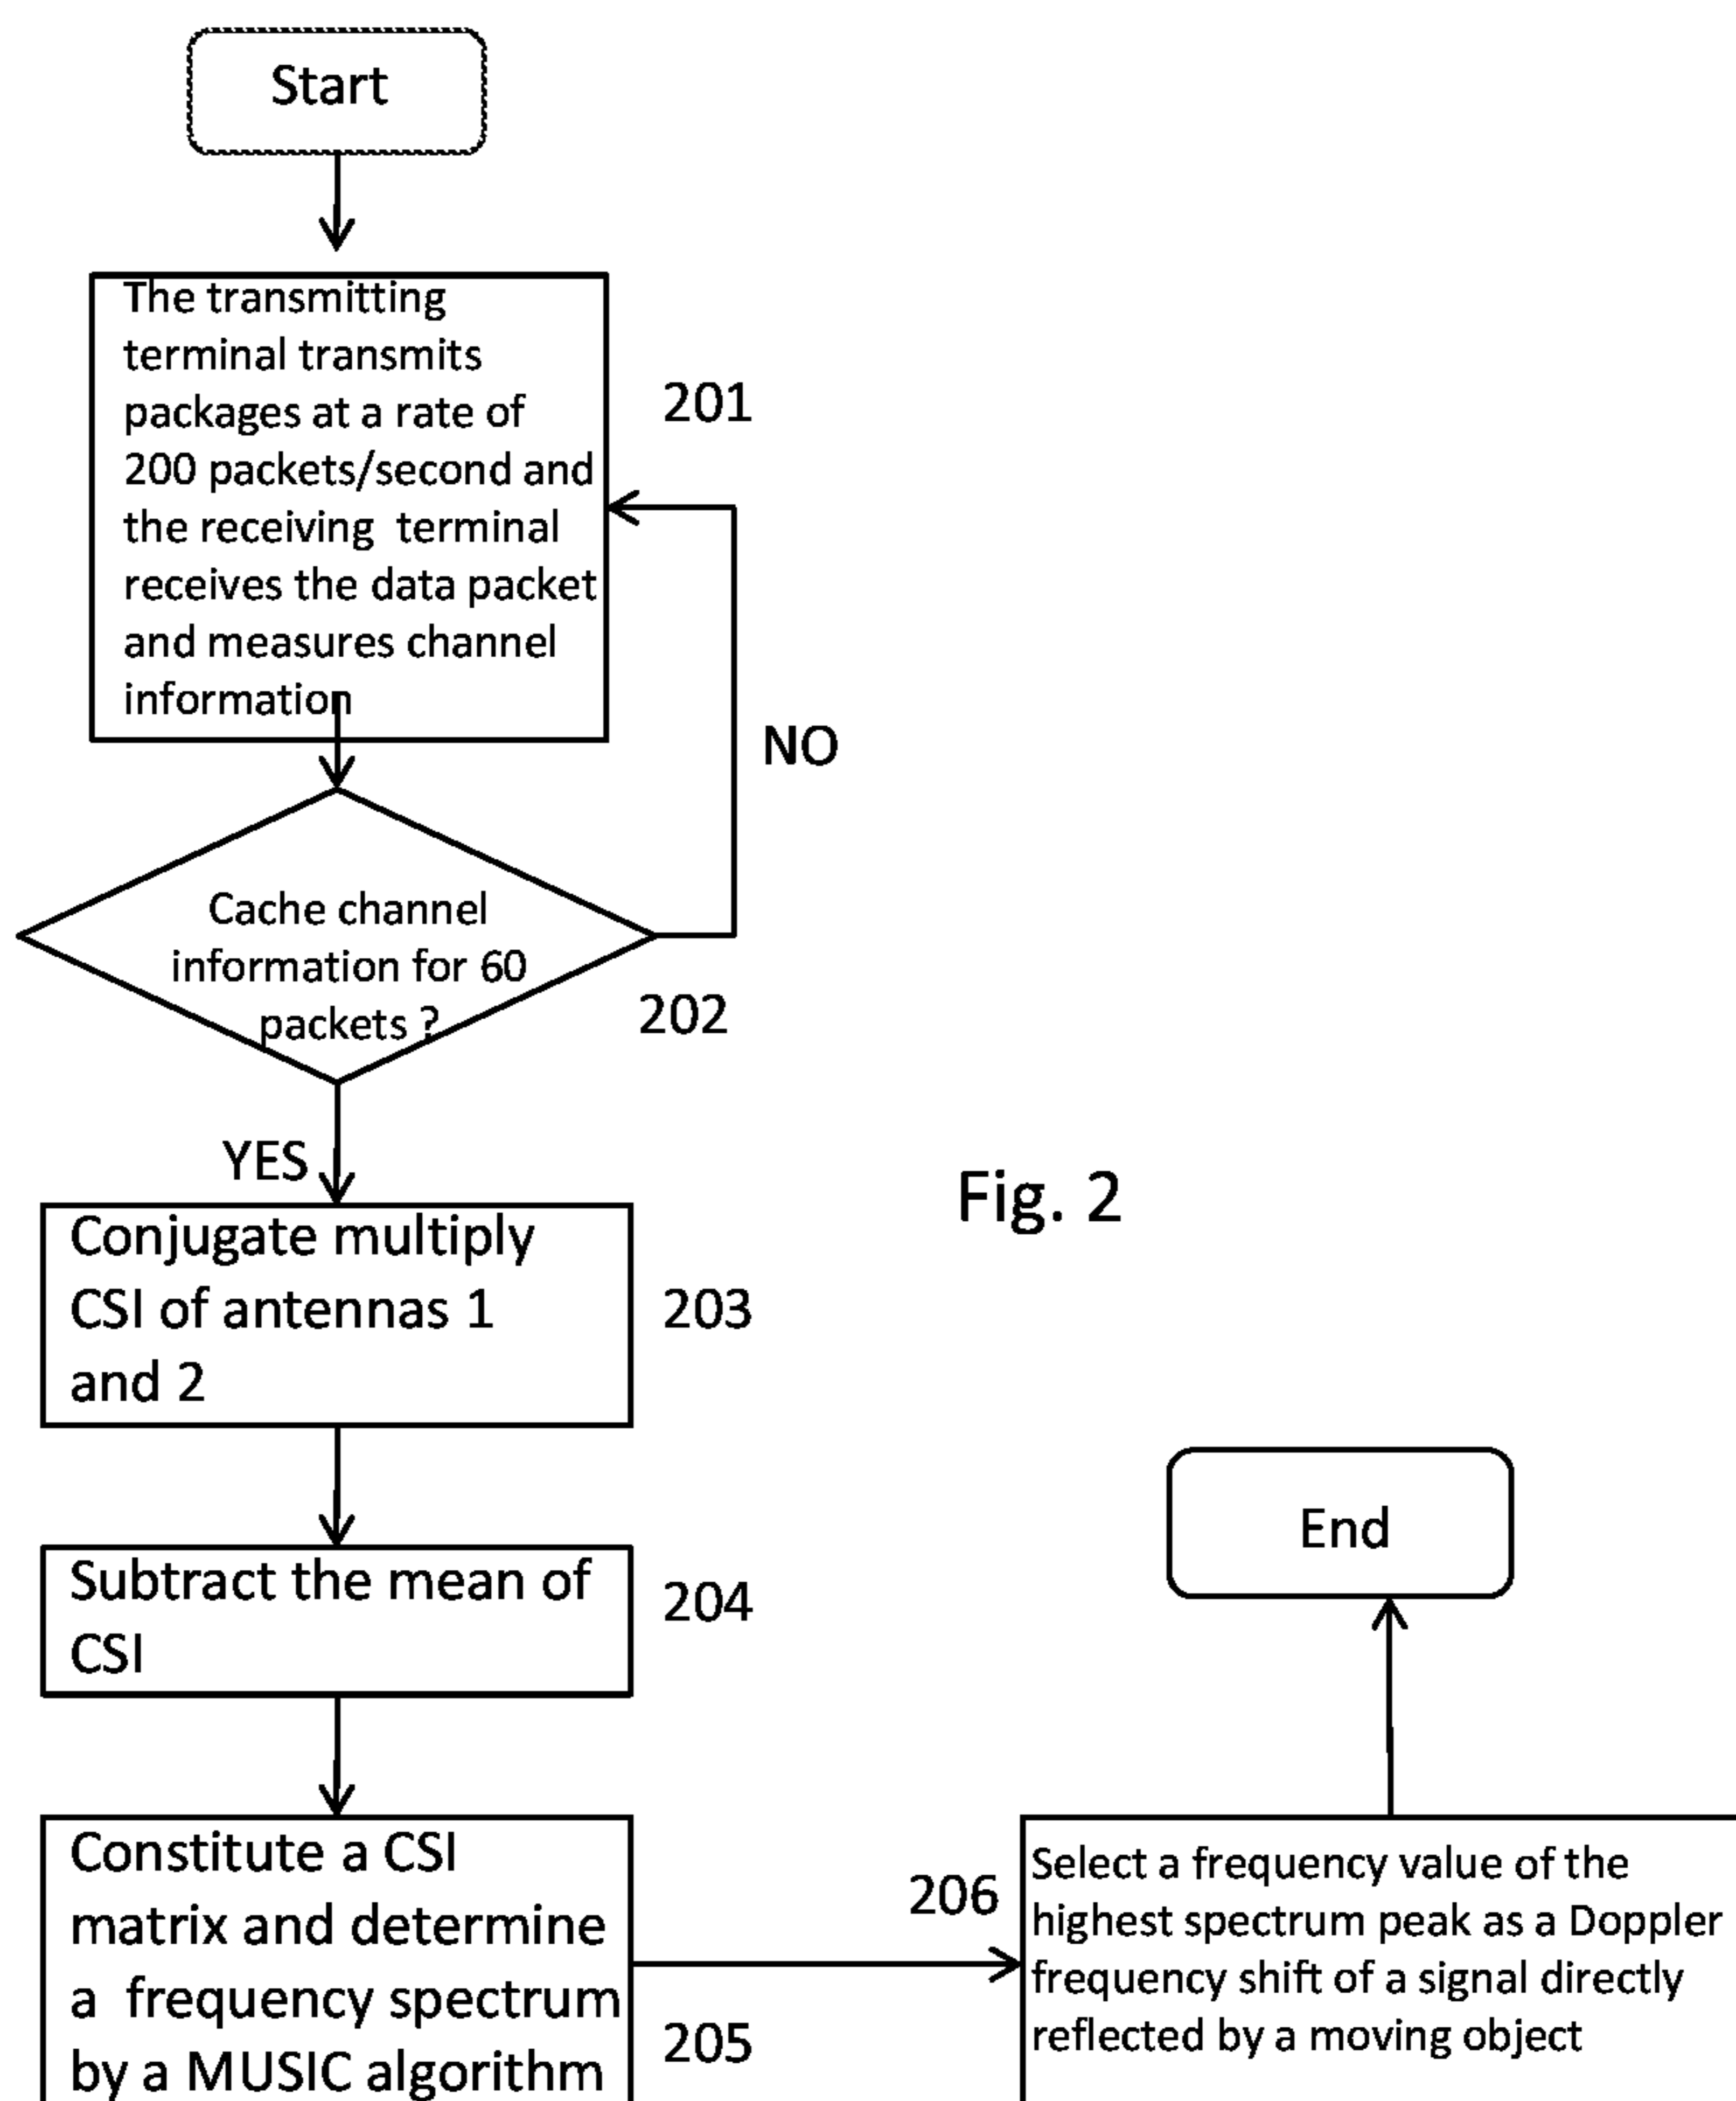 Start
The transmitting
terminal transmits
packages at a rate of
200 packets/second and
the receiving terminal
receives the data packet
and measures channel
information
201
NO
Cache channel
information for 60
packets ?
202
YES
Conjugate multiply
CSI of antennas 1
and 2
203
Fig. 2
Subtract the mean of
CSI
204
Constitute a CSI
matrix and determine
a frequency spectrum
by a MUSIC algorithm
205
206
Select a frequency value of the
highest spectrum peak as a Doppler
frequency shift of a signal directly
reflected by a moving object
End